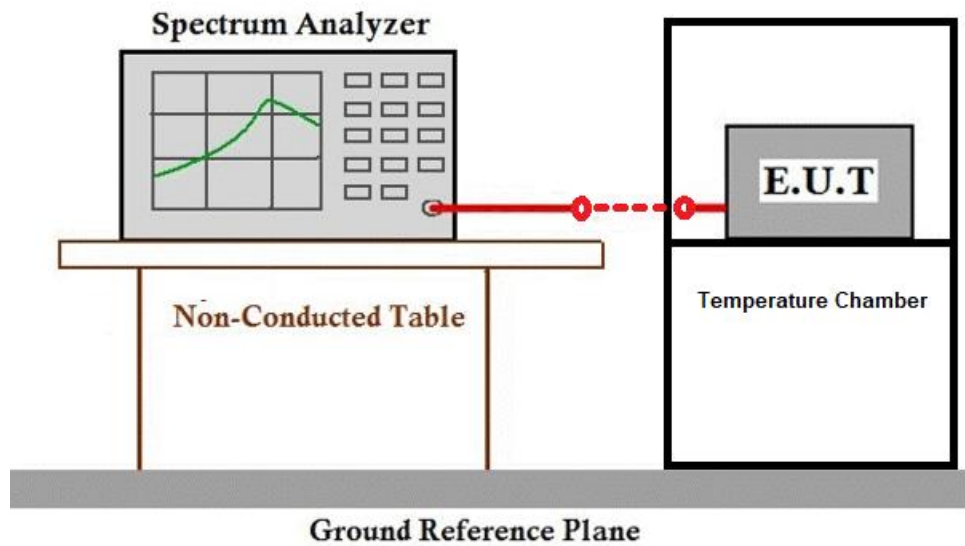 Spectrum Analyzer
E.U.T
Temperature Chamber
Non-Conducted Table
Ground Reference Plane